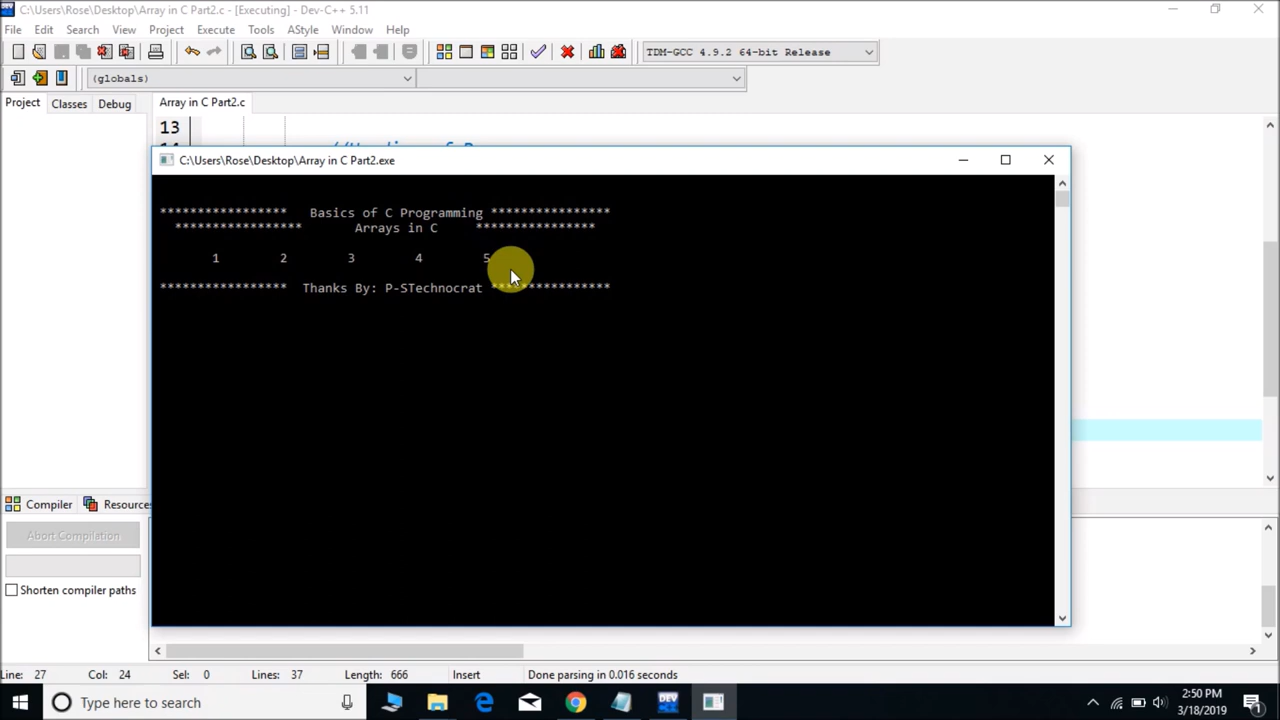 C:\Users\Rose\Desktop\Array in C Part2.c - [Executing] - Dev-C++ 5.11
File Edit Search View Project Execute Tools AStyle Window Help
TDM-GCC 4.9.2 64-bit Release
(globals)
Project Classes Debug Array in C Part2.c
13
C:\Users\Rose\Desktop\Array in C Part2.exe
***************** Basics of C Programming ****************
***************** Arrays in C ****************
1 2 3 4 5
***************** Thanks By: P-STechnocrat ****************
Compiler Resources
Abort Compilation
Shorten compiler paths
Line: 27 Col: 24 Sel: 0 Lines: 37 Length: 666 Insert Done parsing in 0.016 seconds
Type here to search
DEV
2:50 PM
3/18/2019
1